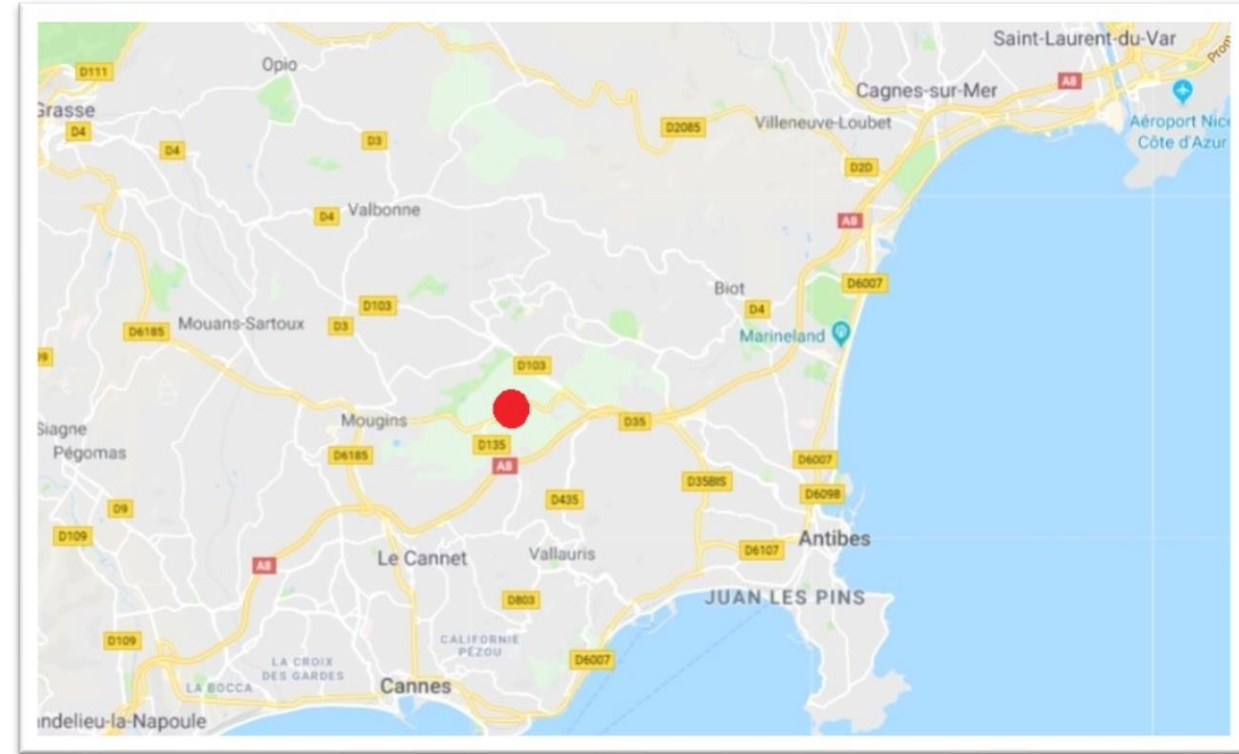 Saint-Laurent-du-Var
Prom
Opio
D111
A8
Cagnes-sur-Mer
Grasse
D4
D2085
Villeneuve-Loubet
Aéroport Nice
Côte d'Azur
D3
D4
D2D
D4
Valbonne
A8
Biot
D6007
D103
D4
Mouans-Sartoux
D3
D6185
Marineland
D103
Mougins
D35
Siagne
D135
Pégomas
D6185
A8
D6007
D35BIS
D6098
D435
D9
D109
Antibes
Le Cannet
Vallauris
D6107
A8
D803
JUAN LES PINS
D109
CALIFORNIE
PÉZOU
LA CROIX
DES GARDES
D6007
LA BOCCA
Cannes
andelieu-la-Napoule